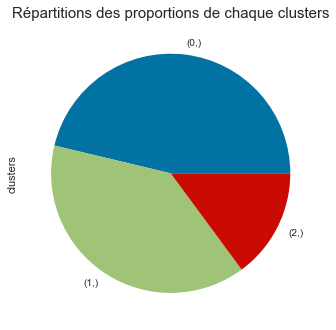 Répartitions des proportions de chaque clusters
(0,)
clusters
(1,)
(2,)